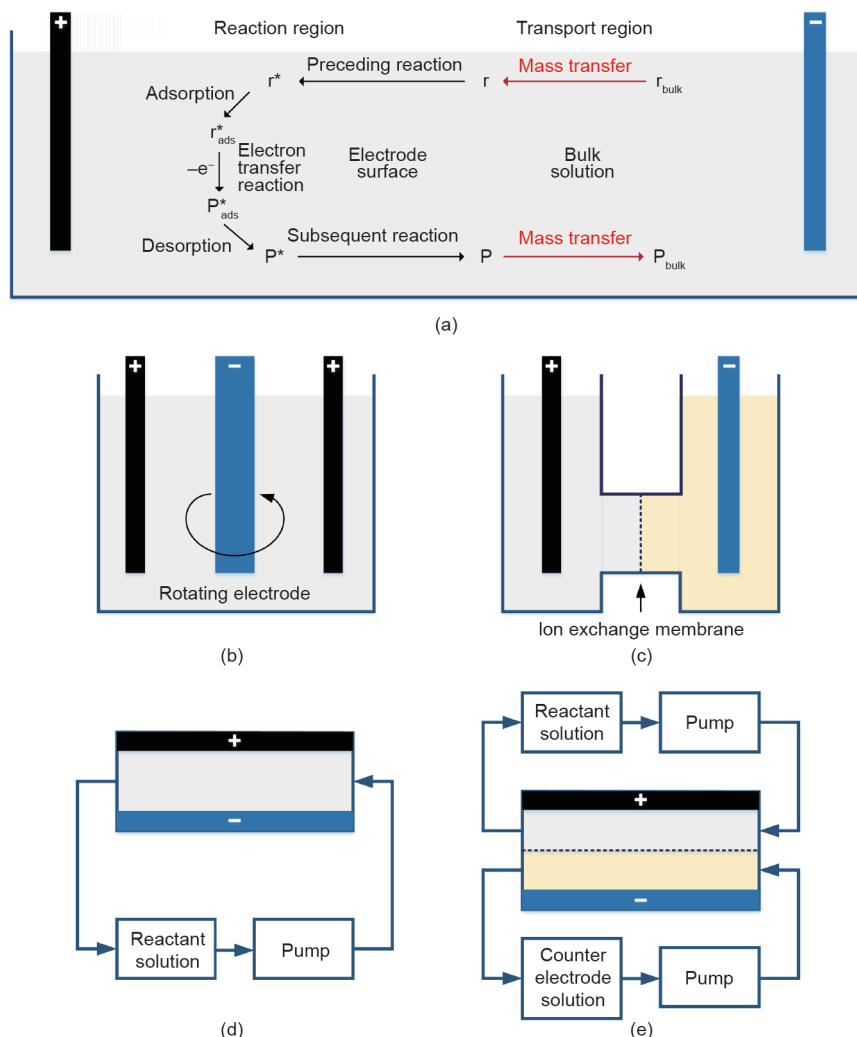 + Reaction region Transport region −
r* Preceding reaction r Mass transfer r_bulk
Adsorption
r*_ads
−e⁻ Electron transfer reaction
Electrode surface
Bulk solution
P*_ads
Desorption
P* Subsequent reaction P Mass transfer P_bulk
(a)
+ − +
Rotating electrode
(b)
+ −
Ion exchange membrane
(c)
+
−
Reactant
solution
Pump
(d)
Reactant
solution
Pump
+
−
Counter
electrode
solution
Pump
(e)